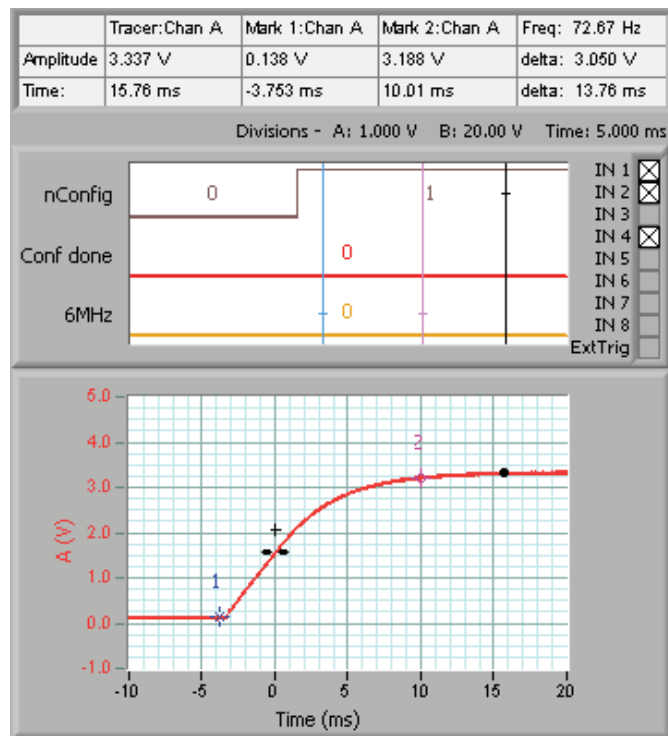 Tracer:Chan A Mark 1:Chan A Mark 2:Chan A Freq: 72.67 Hz
Amplitude 3.337 V 0.138 V 3.188 V delta: 3.050 V
Time: 15.76 ms -3.753 ms 10.01 ms delta: 13.76 ms
Divisions - A: 1.000 V B: 20.00 V Time: 5.000 ms
nConfig 0 1
Conf done 0
6MHz 0
IN 1
IN 2
IN 3
IN 4
IN 5
IN 6
IN 7
IN 8
ExtTrig
A (V)
5.0
4.0
3.0
2.0
1.0
0.0
-1.0
1
2
-10 -5 0 5 10 15 20
Time (ms)